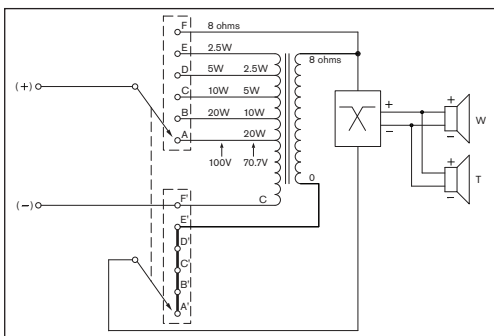 F 8 ohms
E 2.5W
8 ohms
D 5W 2.5W
(+)
C 10W 5W
B 20W 10W
A 20W
100V 70.7V
+
−
+
−
W
+
−
T
0
(−)
F' C
E'
D'
C'
B'
A'